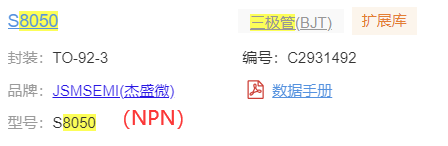 S8050 三极管(BJT) 扩展库
封装: TO-92-3 编号: C2931492
品牌: JSMSEMI(杰盛微) 数据手册
型号: S8050 （NPN）